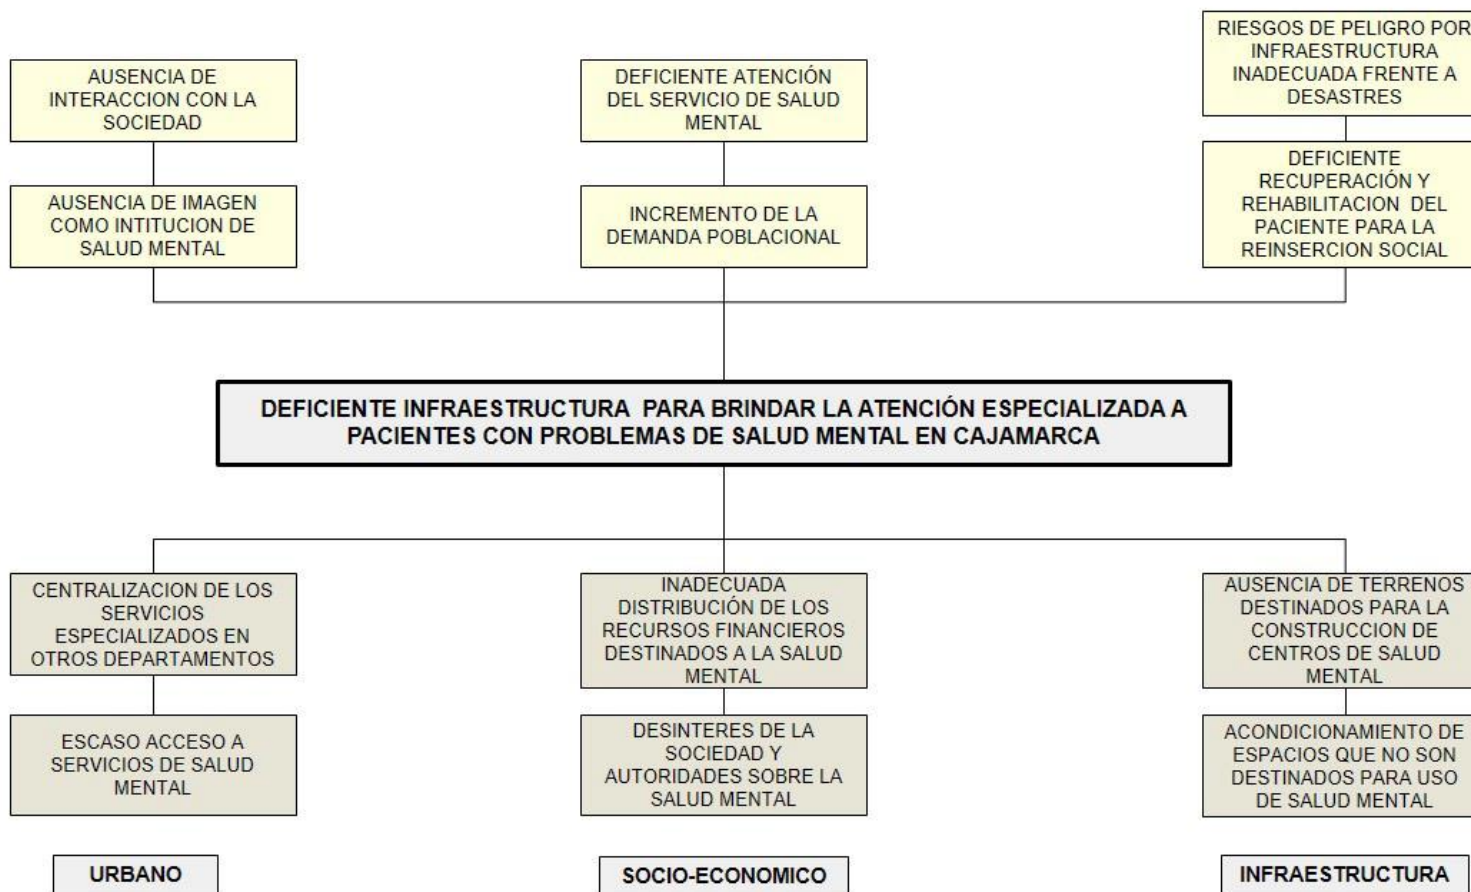 AUSENCIA DE
INTERACCION CON LA
SOCIEDAD
DEFICIENTE ATENCIÓN
DEL SERVICIO DE SALUD
MENTAL
RIESGOS DE PELIGRO POR
INFRAESTRUCTURA
INADECUADA FRENTE A
DESASTRES
AUSENCIA DE IMAGEN
COMO INTITUCION DE
SALUD MENTAL
INCREMENTO DE LA
DEMANDA POBLACIONAL
DEFICIENTE
RECUPERACIÓN Y
REHABILITACION DEL
PACIENTE PARA LA
REINSERCION SOCIAL
DEFICIENTE INFRAESTRUCTURA PARA BRINDAR LA ATENCIÓN ESPECIALIZADA A
PACIENTES CON PROBLEMAS DE SALUD MENTAL EN CAJAMARCA
CENTRALIZACION DE LOS
SERVICIOS
ESPECIALIZADOS EN
OTROS DEPARTAMENTOS
INADECUADA
DISTRIBUCIÓN DE LOS
RECURSOS FINANCIEROS
DESTINADOS A LA SALUD
MENTAL
AUSENCIA DE TERRENOS
DESTINADOS PARA LA
CONSTRUCCION DE
CENTROS DE SALUD
MENTAL
ESCASO ACCESO A
SERVICIOS DE SALUD
MENTAL
DESINTERES DE LA
SOCIEDAD Y
AUTORIDADES SOBRE LA
SALUD MENTAL
ACONDICIONAMIENTO DE
ESPACIOS QUE NO SON
DESTINADOS PARA USO
DE SALUD MENTAL
URBANO
SOCIO-ECONOMICO
INFRAESTRUCTURA